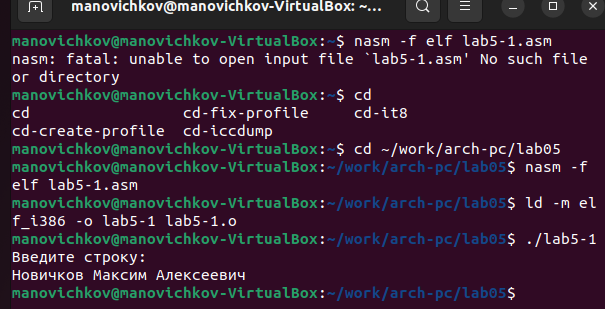 manovichkov@manovichkov-VirtualBox: ~...
manovichkov@manovichkov-VirtualBox:~$ nasm -f elf lab5-1.asm
nasm: fatal: unable to open input file `lab5-1.asm' No such file
or directory
manovichkov@manovichkov-VirtualBox:~$ cd
cd cd-fix-profile cd-it8
cd-create-profile cd-iccdump
manovichkov@manovichkov-VirtualBox:~$ cd ~/work/arch-pc/lab05
manovichkov@manovichkov-VirtualBox:~/work/arch-pc/lab05$ nasm -f
elf lab5-1.asm
manovichkov@manovichkov-VirtualBox:~/work/arch-pc/lab05$ ld -m el
f_i386 -o lab5-1 lab5-1.o
manovichkov@manovichkov-VirtualBox:~/work/arch-pc/lab05$ ./lab5-1
Введите строку:
Новичков Максим Алексеевич
manovichkov@manovichkov-VirtualBox:~/work/arch-pc/lab05$